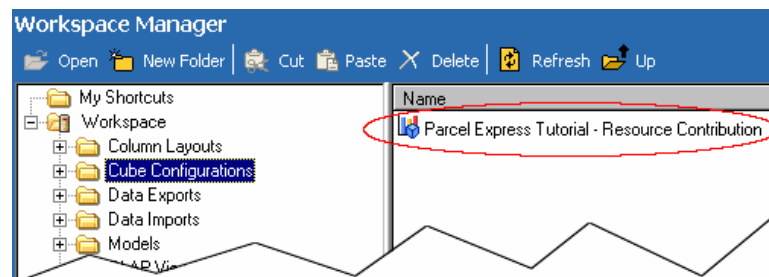 Workspace Manager
Open New Folder Cut Paste Delete Refresh Up
My Shortcuts
Workspace
Column Layouts
Cube Configurations
Data Exports
Data Imports
Models
Name
Parcel Express Tutorial - Resource Contribution